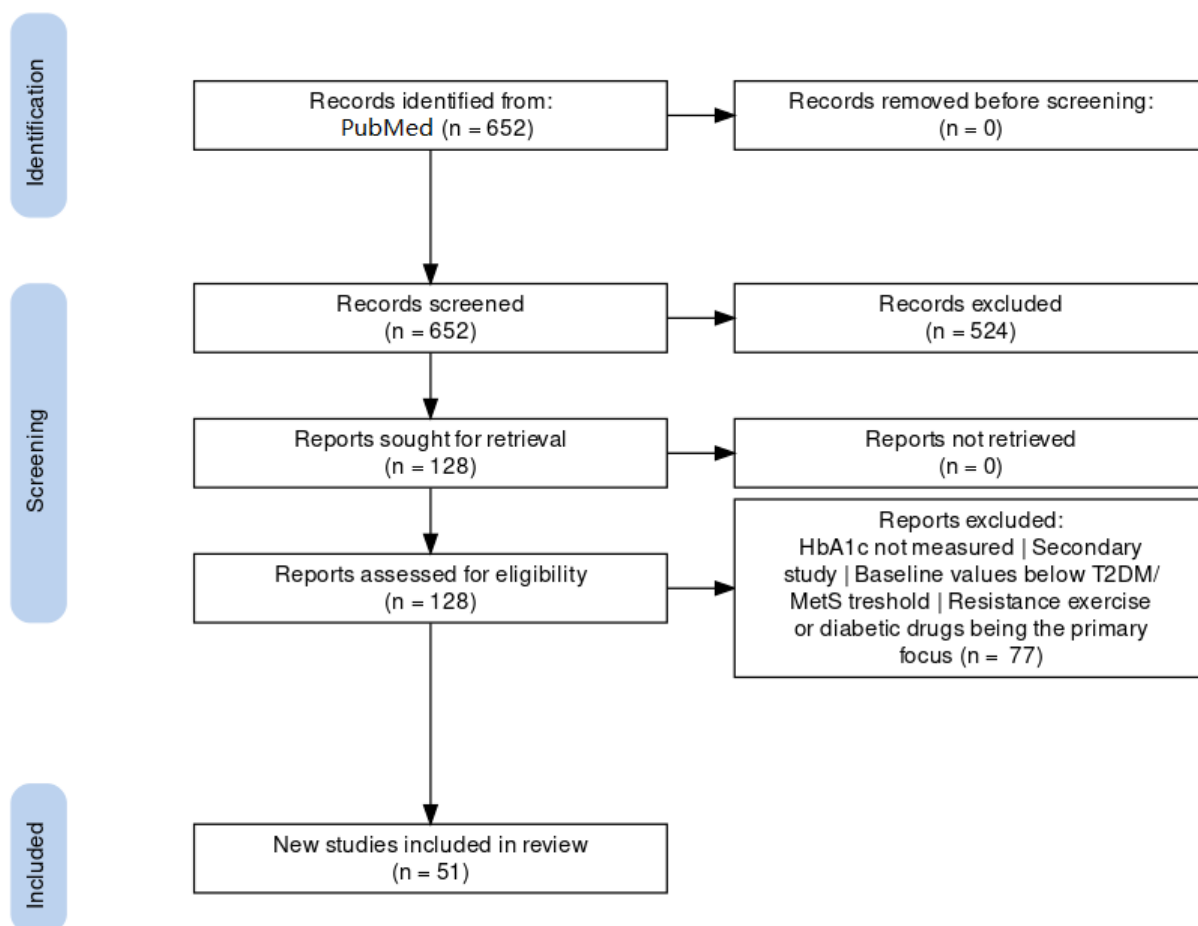 Identification
Records identified from:
PubMed (n = 652)
Records removed before screening:
(n = 0)
Screening
Records screened
(n = 652)
Records excluded
(n = 524)
Reports sought for retrieval
(n = 128)
Reports not retrieved
(n = 0)
Reports assessed for eligibility
(n = 128)
Reports excluded:
HbA1c not measured | Secondary
study | Baseline values below T2DM/
MetS treshold | Resistance exercise
or diabetic drugs being the primary
focus (n = 77)
Included
New studies included in review
(n = 51)